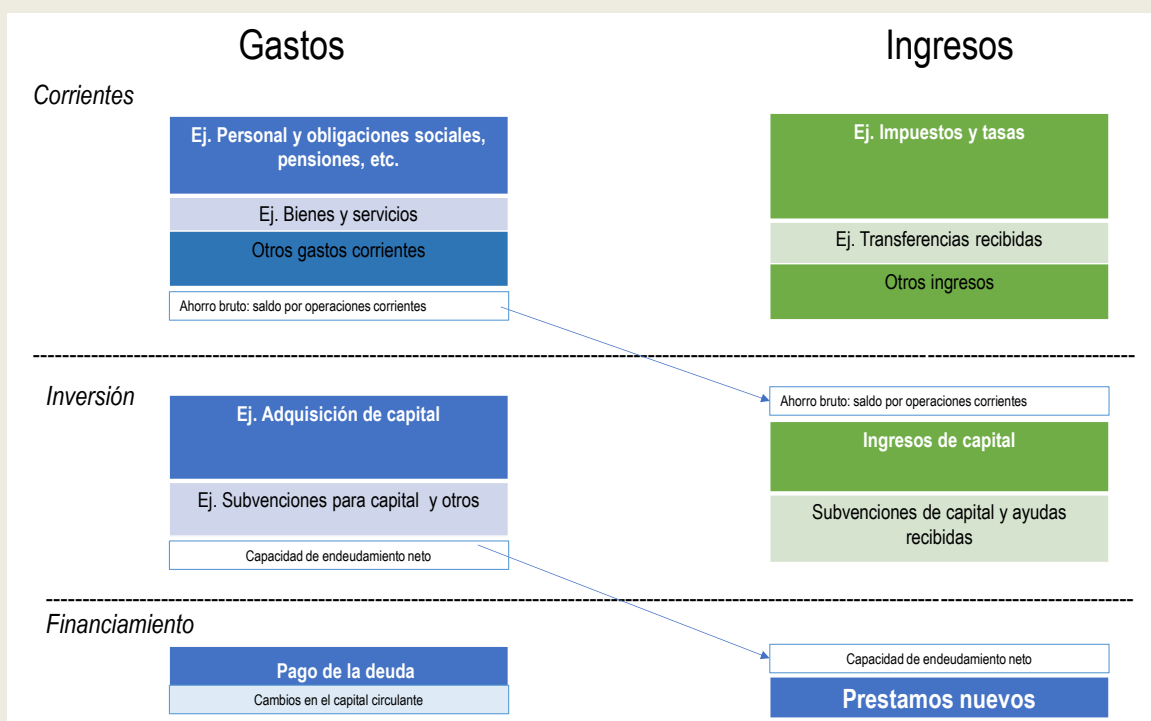 Gastos
Ingresos
Corrientes
Ej. Personal y obligaciones sociales,
pensiones, etc.
Ej. Bienes y servicios
Otros gastos corrientes
Ahorro bruto: saldo por operaciones corrientes
Ej. Impuestos y tasas
Ej. Transferencias recibidas
Otros ingresos
Inversión
Ej. Adquisición de capital
Ej. Subvenciones para capital y otros
Capacidad de endeudamiento neto
Ahorro bruto: saldo por operaciones corrientes
Ingresos de capital
Subvenciones de capital y ayudas
recibidas
Financiamiento
Pago de la deuda
Cambios en el capital circulante
Capacidad de endeudamiento neto
Prestamos nuevos